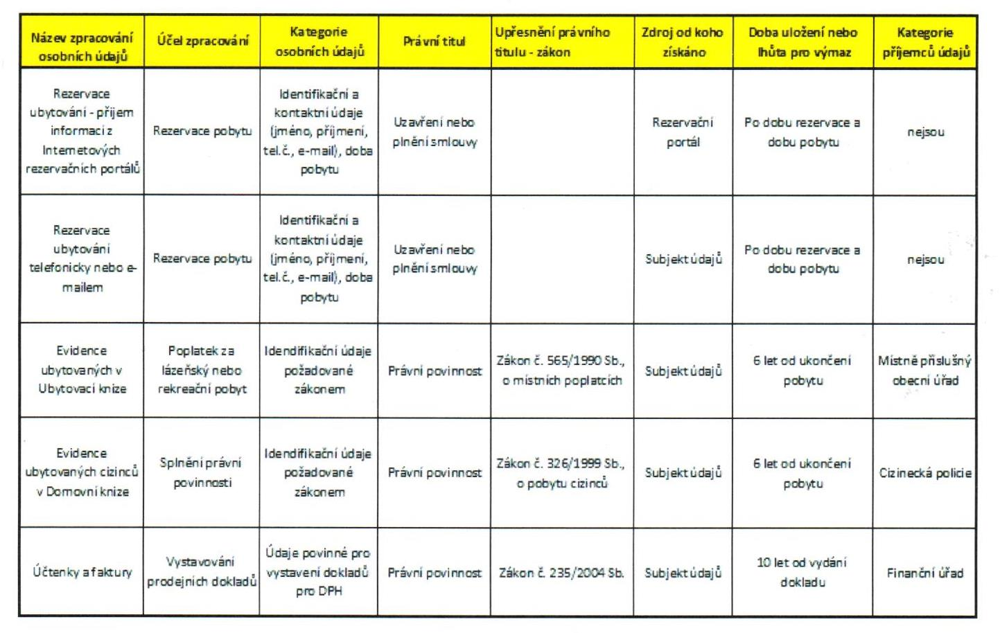 Název zpracování
osobních údajů
Účel zpracování
Kategorie
osobních údajů
Právní titul
Upřesnění právního
titulu - zákon
Zdroj od koho
získáno
Doba uložení nebo
lhůta pro výmaz
Kategorie
příjemců údajů
Rezervace
ubytování - příjem
informací z
Internetových
rezervačních portálů
Rezervace pobytu
Identifikační a
kontaktní údaje
(jméno, příjmení,
tel.č., e-mail), doba
pobytu
Uzavření nebo
plnění smlouvy
Rezervační
portál
Po dobu rezervace a
dobu pobytu
nejsou
Rezervace
ubytování
telefonicky nebo e-
mailem
Rezervace pobytu
Identifikační a
kontaktní údaje
(jméno, příjmení,
tel.č., e-mail), doba
pobytu
Uzavření nebo
plnění smlouvy
Subjekt údajů
Po dobu rezervace a
dobu pobytu
nejsou
Evidence
ubytovaných v
Ubytovací knize
Poplatek za
lázeňský nebo
rekreační pobyt
Idendifikační údaje
požadované
zákonem
Právní povinnost
Zákon č. 565/1990 Sb.,
o místních poplatcích
Subjekt údajů
6 let od ukončení
pobytu
Místně příslušný
obecní úřad
Evidence
ubytovaných cizinců
v Domovní knize
Splnění právní
povinnosti
Idendifikační údaje
požadované
zákonem
Právní povinnost
Zákon č. 326/1999 Sb.,
o pobytu cizinců
Subjekt údajů
6 let od ukončení
pobytu
Cizinecká policie
Účtenky a faktury
Vystavování
prodejních dokladů
Údaje povinné pro
vystavení dokladů
pro DPH
Právní povinnost
Zákon č. 235/2004 Sb.
Subjekt údajů
10 let od vydání
dokladu
Finanční úřad